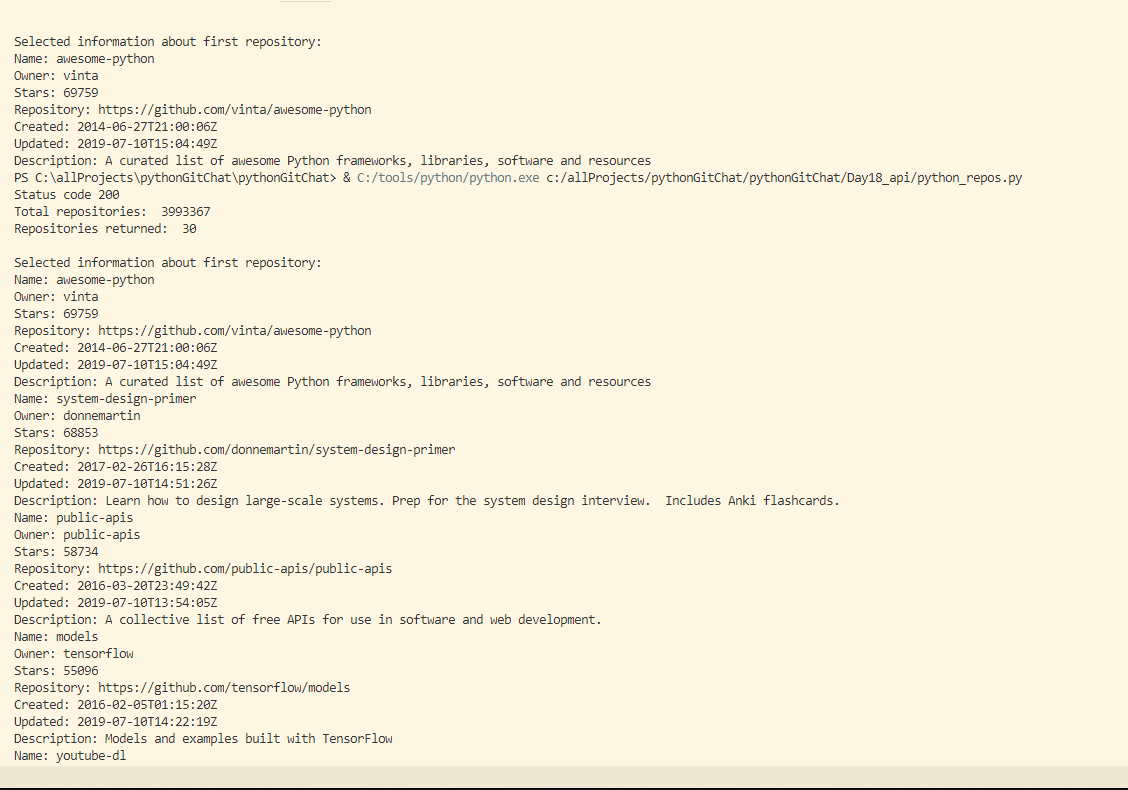 Selected information about first repository:
Name: awesome-python
Owner: vinta
Stars: 69759
Repository: https://github.com/vinta/awesome-python
Created: 2014-06-27T21:00:06Z
Updated: 2019-07-10T15:04:49Z
Description: A curated list of awesome Python frameworks, libraries, software and resources
PS C:\allProjects\pythonGitChat\pythonGitChat> & C:/tools/python/python.exe c:/allProjects/pythonGitChat/pythonGitChat/Day18_api/python_repos.py
Status code 200
Total repositories:  3993367
Repositories returned:  30

Selected information about first repository:
Name: awesome-python
Owner: vinta
Stars: 69759
Repository: https://github.com/vinta/awesome-python
Created: 2014-06-27T21:00:06Z
Updated: 2019-07-10T15:04:49Z
Description: A curated list of awesome Python frameworks, libraries, software and resources
Name: system-design-primer
Owner: donnemartin
Stars: 68853
Repository: https://github.com/donnemartin/system-design-primer
Created: 2017-02-26T16:15:28Z
Updated: 2019-07-10T14:51:26Z
Description: Learn how to design large-scale systems. Prep for the system design interview.  Includes Anki flashcards.
Name: public-apis
Owner: public-apis
Stars: 58734
Repository: https://github.com/public-apis/public-apis
Created: 2016-03-20T23:49:42Z
Updated: 2019-07-10T13:54:05Z
Description: A collective list of free APIs for use in software and web development.
Name: models
Owner: tensorflow
Stars: 55096
Repository: https://github.com/tensorflow/models
Created: 2016-02-05T01:15:20Z
Updated: 2019-07-10T14:22:19Z
Description: Models and examples built with TensorFlow
Name: youtube-dl